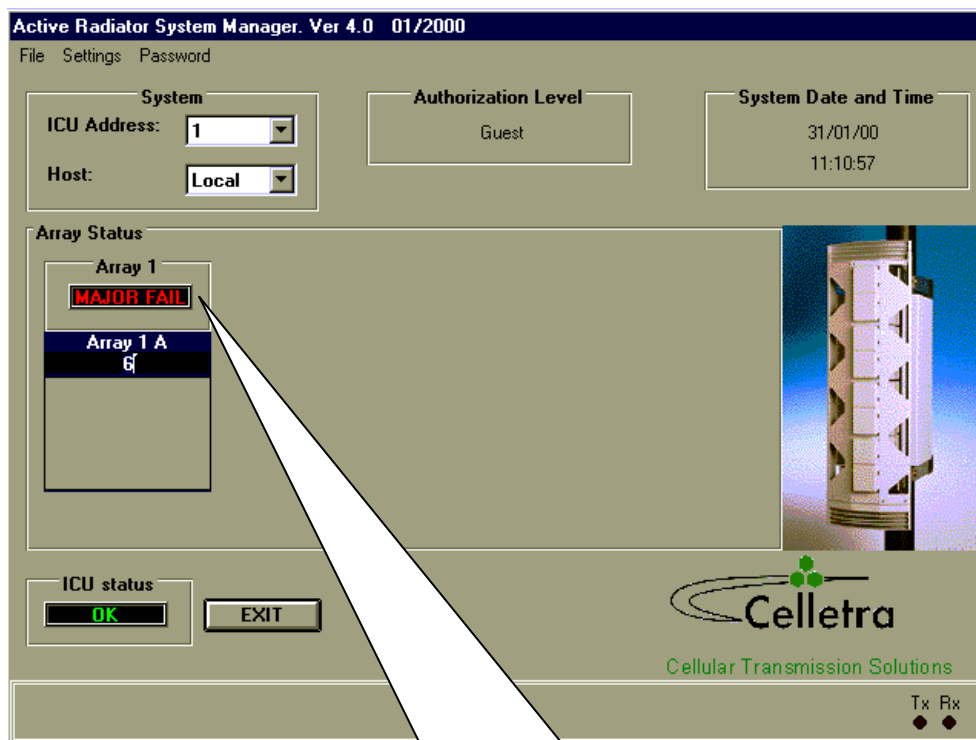 Active Radiator System Manager. Ver 4.0 01/2000
File Settings Password
System
ICU Address: 1
Host: Local
Authorization Level
Guest
System Date and Time
31/01/00
11:10:57
Array Status
Array 1
MAJOR FAIL
Array 1 A
6
ICU status
OK
EXIT
Celletra
Cellular Transmission Solutions
Tx Rx